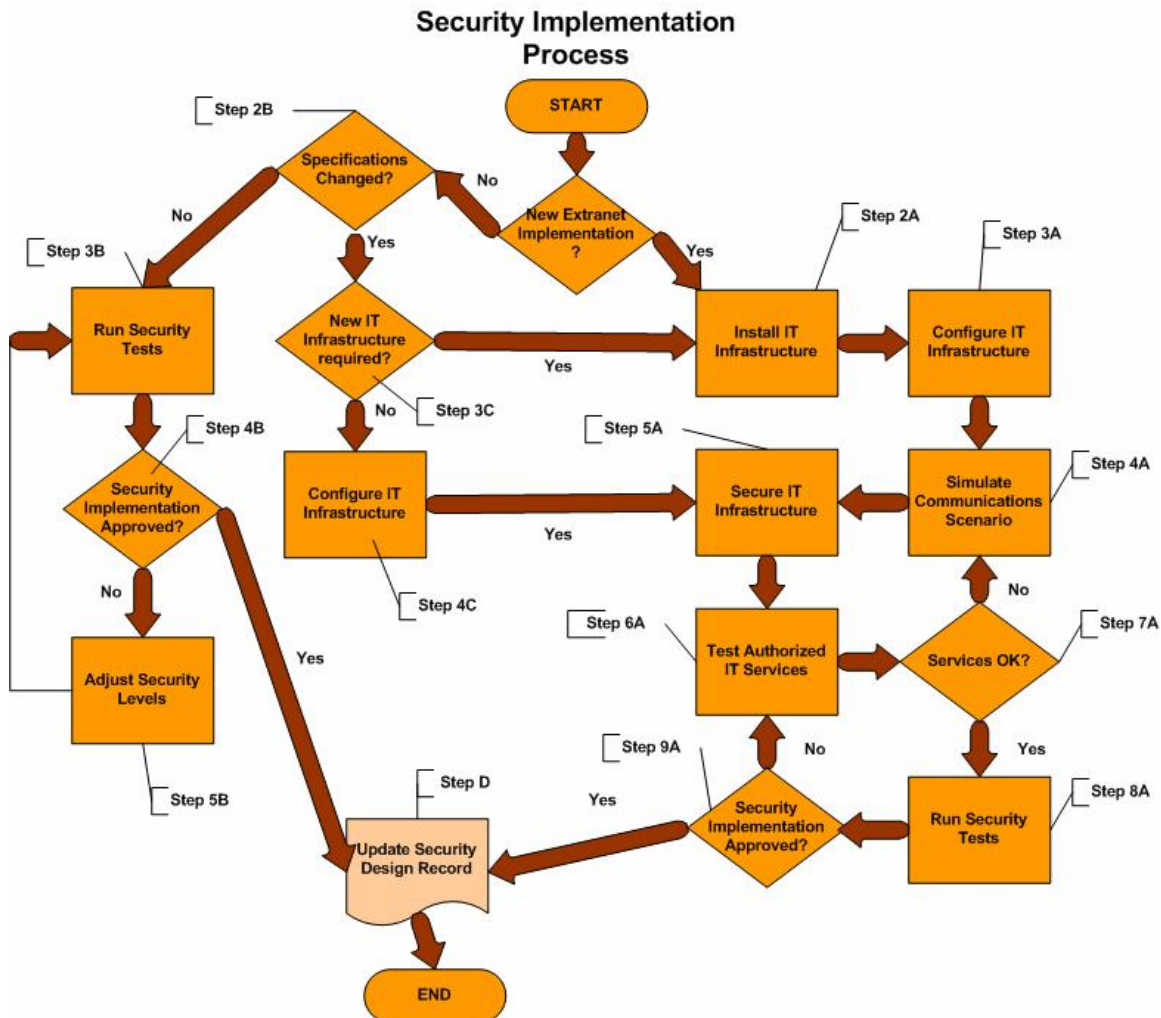 Security Implementation
Process
START
Step 2B
Specifications
Changed?
No
No
New Extranet
Implementation
?
Yes
Step 2A
Step 3A
Step 3B
Yes
Run Security
Tests
New IT
Infrastructure
required?
Yes
Install IT
Infrastructure
Configure IT
Infrastructure
Step 3C
No
Step 4B
Step 5A
Security
Implementation
Approved?
Configure IT
Infrastructure
Yes
Secure IT
Infrastructure
Simulate
Communications
Scenario
Step 4A
No
Step 4C
No
Step 6A
Step 7A
Yes
Adjust Security
Levels
Test Authorized
IT Services
Services OK?
Step 5B
Step 9A
No
Yes
Step D
Yes
Step 8A
Update Security
Design Record
Security
Implementation
Approved?
Run Security
Tests
END